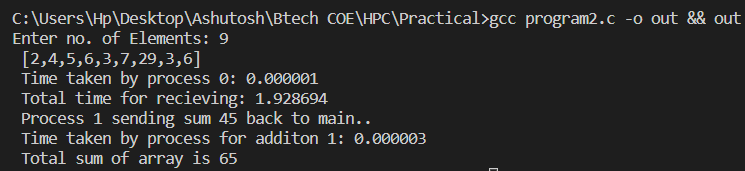 C:\Users\Hp\Desktop\Ashutosh\Btech COE\HPC\Practical>gcc program2.c -o out && out
Enter no. of Elements: 9
[2,4,5,6,3,7,29,3,6]
Time taken by process 0: 0.000001
Total time for recieving: 1.928694
Process 1 sending sum 45 back to main..
Time taken by process for additon 1: 0.000003
Total sum of array is 65